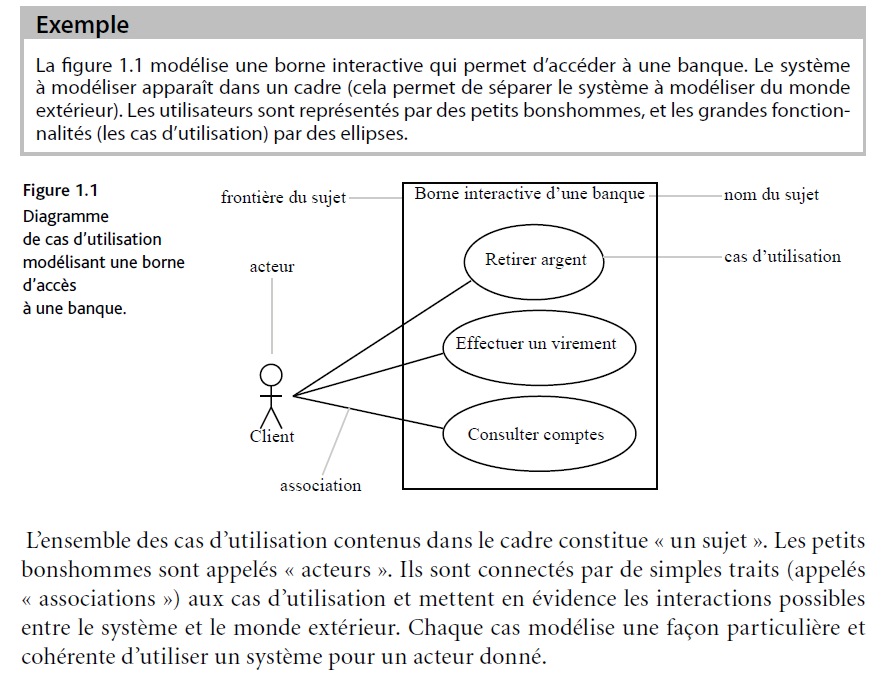 Exemple
La figure 1.1 modélise une borne interactive qui permet d’accéder à une banque. Le système
à modéliser apparaît dans un cadre (cela permet de séparer le système à modéliser du monde
extérieur). Les utilisateurs sont représentés par des petits bonshommes, et les grandes fonction-
nalités (les cas d’utilisation) par des ellipses.
Figure 1.1
Diagramme
de cas d’utilisation
modélisant une borne
d’accès
à une banque.
frontière du sujet
Borne interactive d’une banque
nom du sujet
Retirer argent
cas d’utilisation
acteur
Effectuer un virement
Client
Consulter comptes
association
L’ensemble des cas d’utilisation contenus dans le cadre constitue « un sujet ». Les petits
bonshommes sont appelés « acteurs ». Ils sont connectés par de simples traits (appelés
« associations ») aux cas d’utilisation et mettent en évidence les interactions possibles
entre le système et le monde extérieur. Chaque cas modélise une façon particulière et
cohérente d’utiliser un système pour un acteur donné.